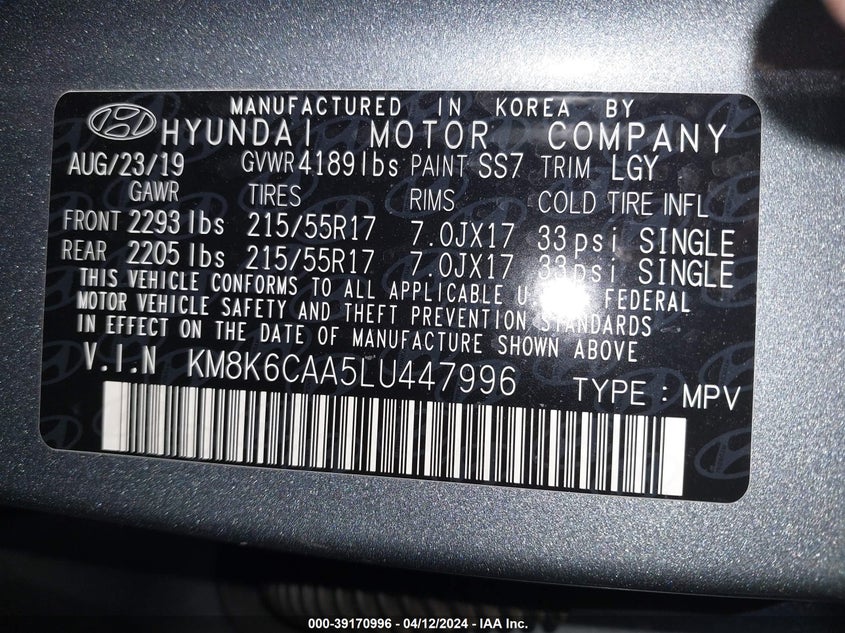 MANUFACTURED IN KOREA BY
HYUNDAI MOTOR COMPANY
AUG/23/19 GVWR 4189lbs PAINT SS7 TRIM LGY
GAWR TIRES RIMS COLD TIRE INFL
FRONT 2293lbs 215/55R17 7.0JX17 33psi SINGLE
REAR 2205lbs 215/55R17 7.0JX17 33psi SINGLE
THIS VEHICLE CONFORMS TO ALL APPLICABLE FEDERAL
MOTOR VEHICLE SAFETY AND THEFT PREVENTION STANDARDS
IN EFFECT ON THE DATE OF MANUFACTURE SHOWN ABOVE
V.I.N KM8K6CAA5LU447996 TYPE : MPV
000-39170996 - 04/12/2024 - IAA Inc.